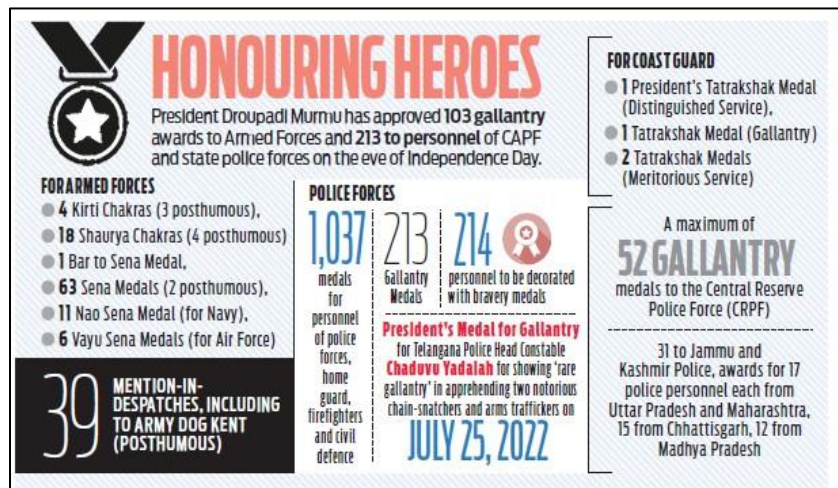 HONOURING HEROES
President Droupadi Murmu has approved 103 gallantry
awards to Armed Forces and 213 to personnel of CAPF
and state police forces on the eve of Independence Day.
FOR ARMED FORCES
4 Kirti Chakras (3 posthumous),
18 Shaurya Chakras (4 posthumous)
1 Bar to Sena Medal,
63 Sena Medals (2 posthumous),
11 Nao Sena Medal (for Navy),
6 Vayu Sena Medals (for Air Force)
39
MENTION-IN-
DESPATCHES, INCLUDING
TO ARMY DOG KENT
(POSTHUMOUS)
POLICE FORCES
1,037
medals
for
personnel
of police
forces,
home
guard,
firefighters
and civil
defence
213
Gallantry
Medals
214
personnel to be decorated
with bravery medals
President's Medal for Gallantry
for Telangana Police Head Constable
Chaduvu Yadaiah for showing 'rare
gallantry' in apprehending two notorious
chain-snatchers and arms traffickers on
JULY 25, 2022
FOR COAST GUARD
1 President's Tatrakshak Medal
(Distinguished Service),
1 Tatrakshak Medal (Gallantry)
2 Tatrakshak Medals
(Meritorious Service)
A maximum of
52 GALLANTRY
medals to the Central Reserve
Police Force (CRPF)
31 to Jammu and
Kashmir Police, awards for 17
police personnel each from
Uttar Pradesh and Maharashtra,
15 from Chhattisgarh, 12 from
Madhya Pradesh